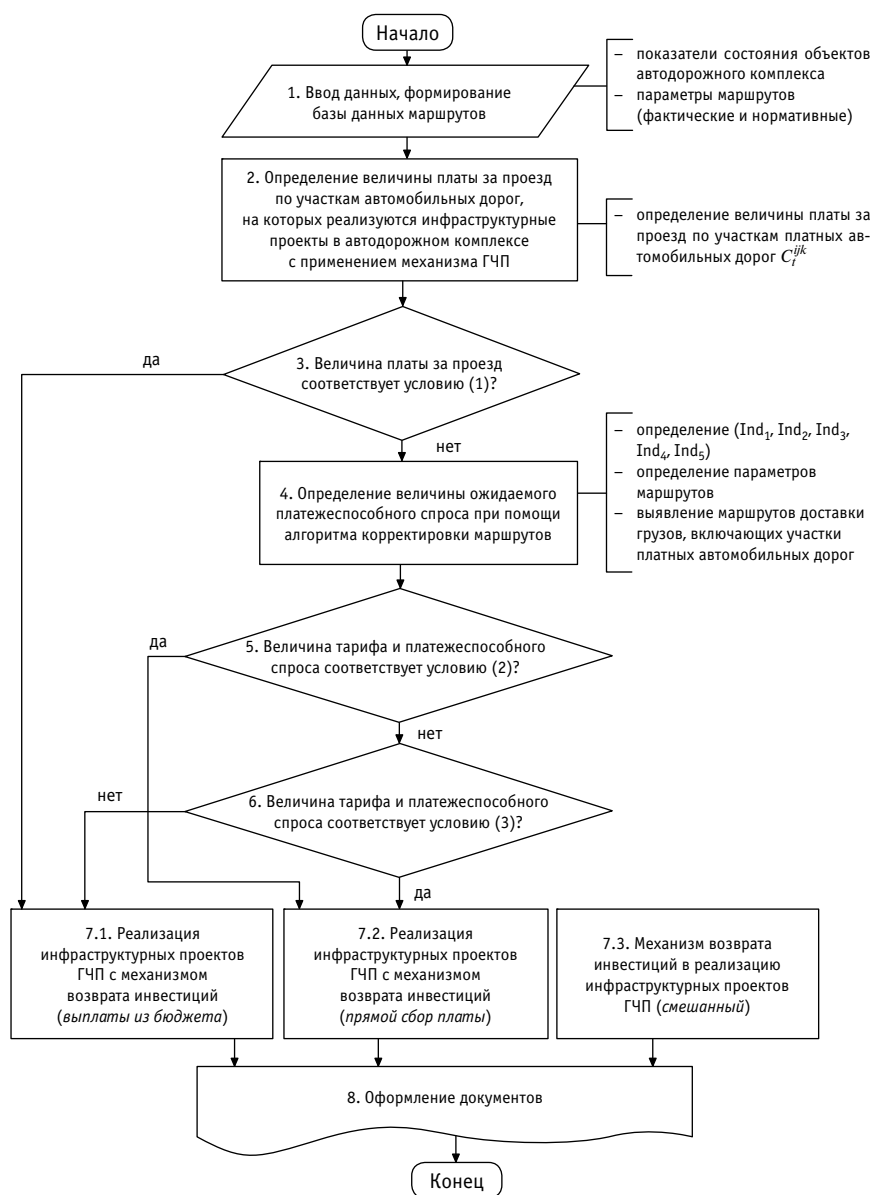 Начало
1. Ввод данных, формирование
базы данных маршрутов
– показатели состояния объектов
автодорожного комплекса
– параметры маршрутов
(фактические и нормативные)
2. Определение величины платы за проезд
по участкам автомобильных дорог,
на которых реализуются инфраструктурные
проекты в автодорожном комплексе
с применением механизма ГЧП
– определение величины платы за
проезд по участкам платных ав-
томобильных дорог C_t^{ijk}
да
3. Величина платы за проезд
соответствует условию (1)?
нет
4. Определение величины ожидаемого
платежеспособного спроса при помощи
алгоритма корректировки маршрутов
– определение (Ind₁, Ind₂, Ind₃,
Ind₄, Ind₅)
– определение параметров
маршрутов
– выявление маршрутов доставки
грузов, включающих участки
платных автомобильных дорог
да
5. Величина тарифа и платежеспособного
спроса соответствует условию (2)?
нет
нет
6. Величина тарифа и платежеспособного
спроса соответствует условию (3)?
да
7.1. Реализация
инфраструктурных проектов
ГЧП с механизмом
возврата инвестиций
(выплаты из бюджета)
7.2. Реализация
инфраструктурных проектов
ГЧП с механизмом
возврата инвестиций
(прямой сбор платы)
7.3. Механизм возврата
инвестиций в реализацию
инфраструктурных проектов
ГЧП (смешанный)
8. Оформление документов
Конец